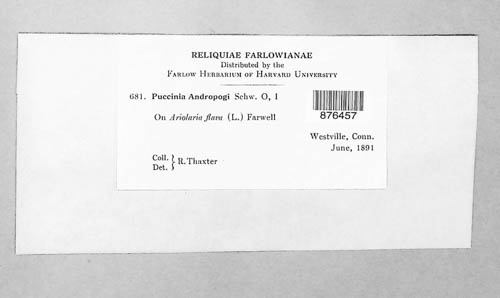 RELIQUIAE FARLOWIANAE
Distributed by the
FARLOW HERBARIUM OF HARVARD UNIVERSITY
681. Puccinia Andropogi Schw. O, I
876457
On Ariolaria flava (L.) Farwell
Westville, Conn.
June, 1891
Coll. } R. Thaxter
Det.